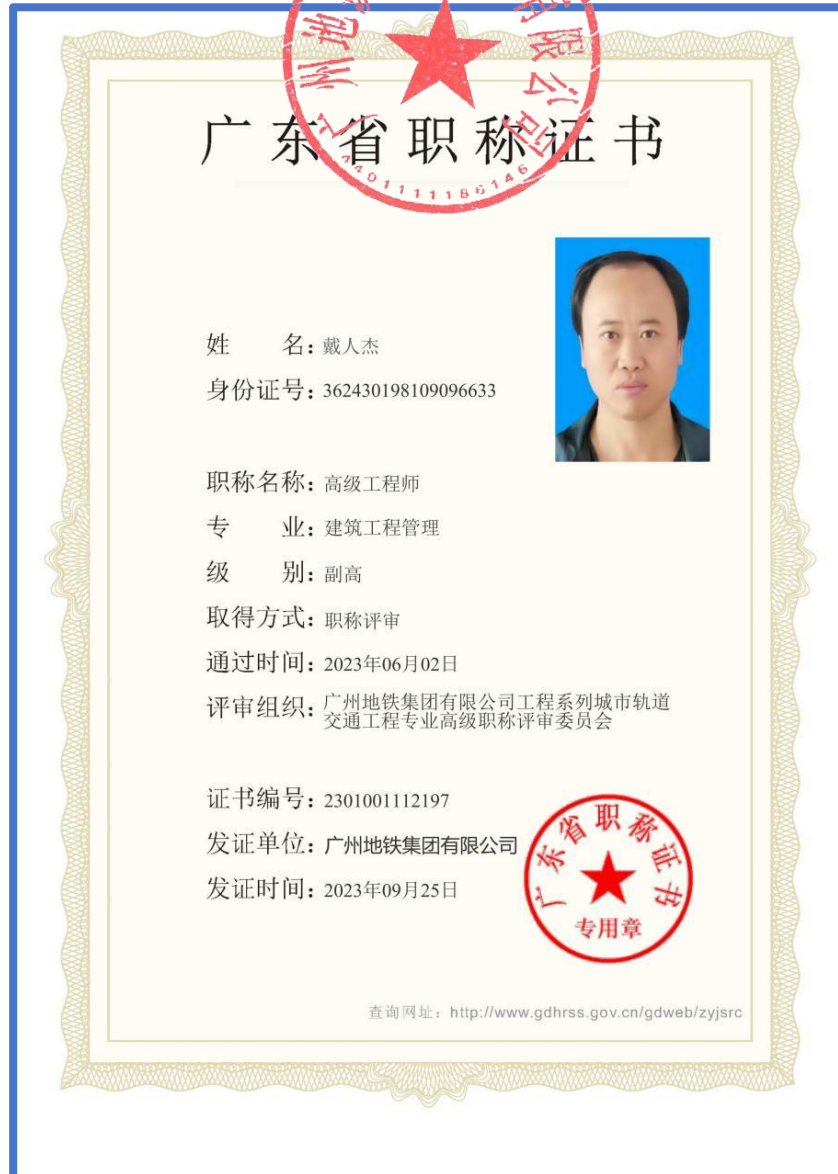 广东省职称证书
4401111186146
姓 名：戴人杰
身份证号：362430198109096633
职称名称：高级工程师
专 业：建筑工程管理
级 别：副高
取得方式：职称评审
通过时间：2023年06月02日
评审组织：广州地铁集团有限公司工程系列城市轨道
交通工程专业高级职称评审委员会
证书编号：2301001112197
发证单位：广州地铁集团有限公司
发证时间：2023年09月25日
广东省职称证书
专用章
查询网址：http://www.gdhrss.gov.cn/gdweb/zyjsrc